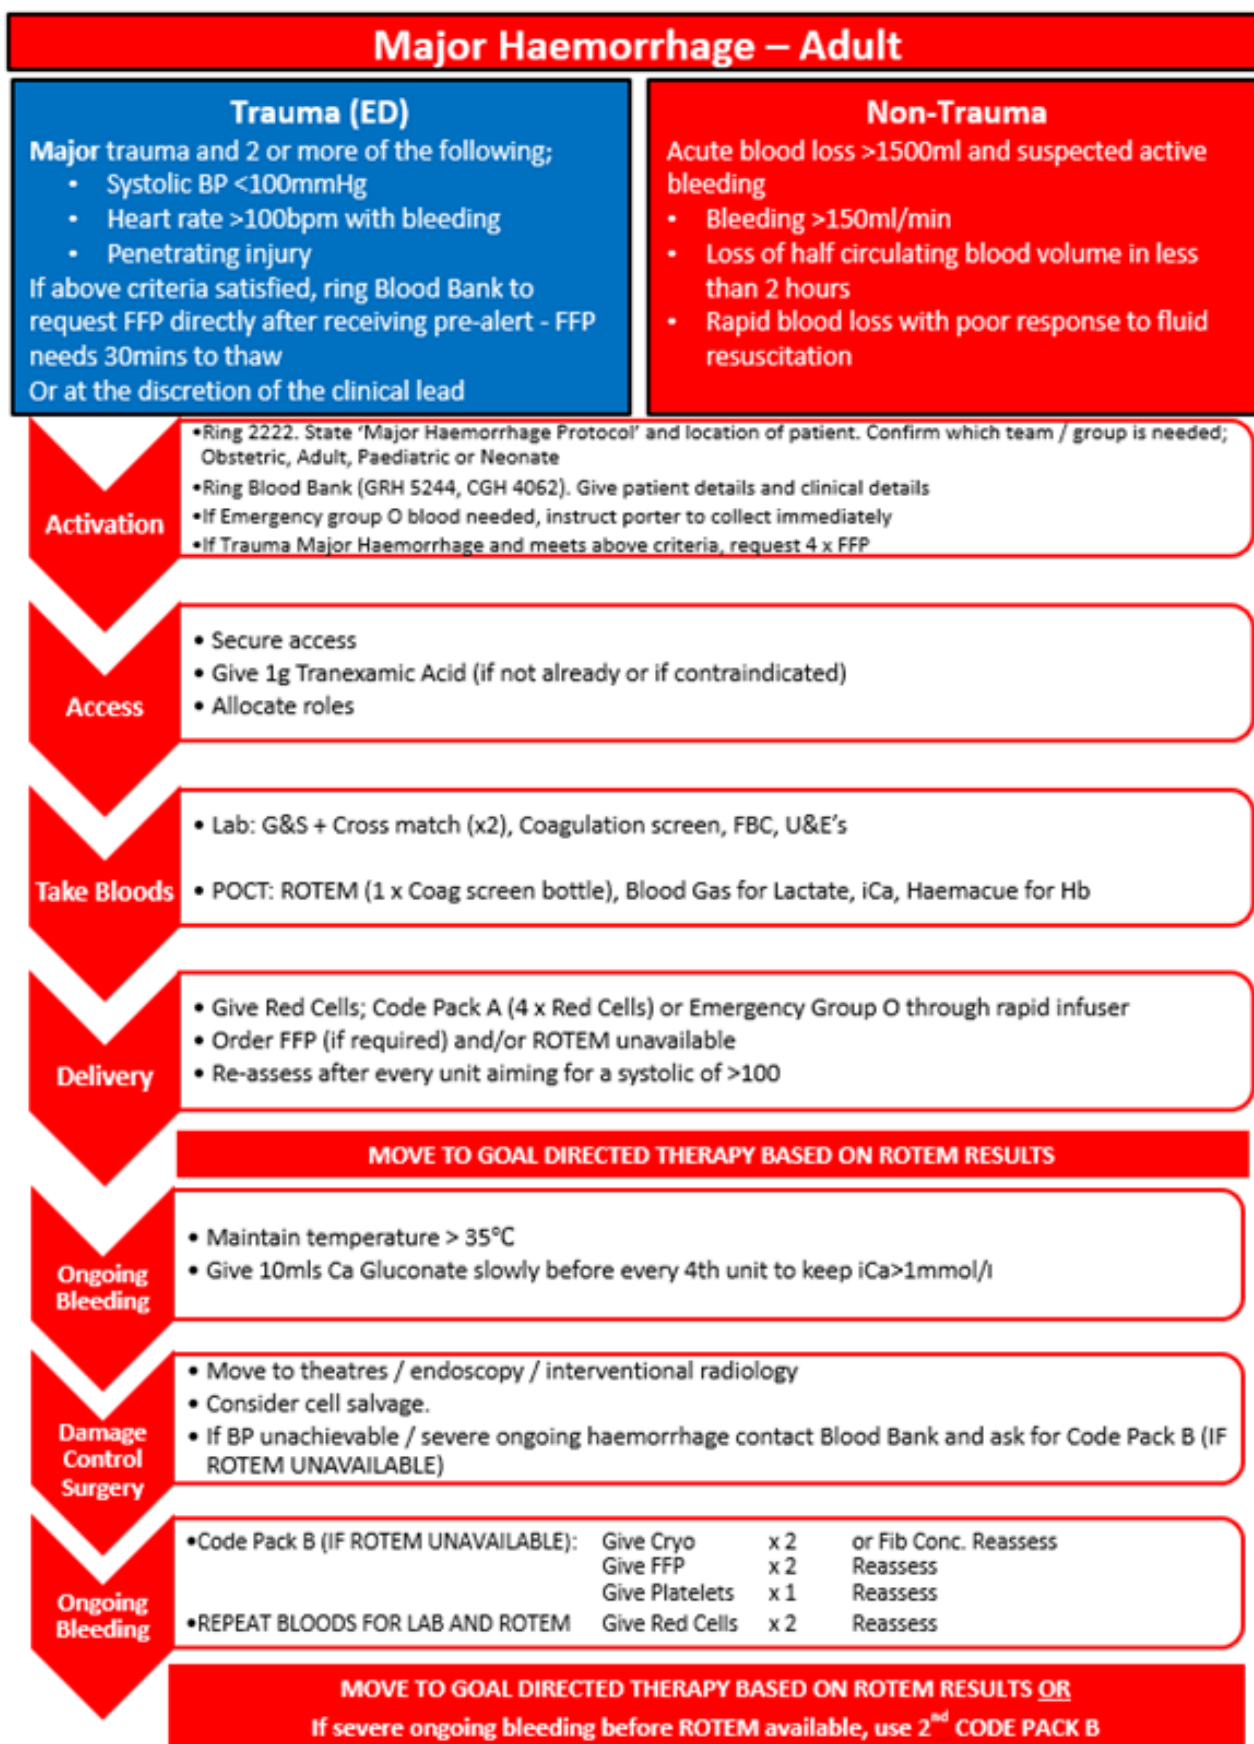 Major Haemorrhage – Adult
Trauma (ED)
Major trauma and 2 or more of the following;
• Systolic BP <100mmHg
• Heart rate >100bpm with bleeding
• Penetrating injury
If above criteria satisfied, ring Blood Bank to
request FFP directly after receiving pre-alert - FFP
needs 30mins to thaw
Or at the discretion of the clinical lead
Non-Trauma
Acute blood loss >1500ml and suspected active
bleeding
• Bleeding >150ml/min
• Loss of half circulating blood volume in less
than 2 hours
• Rapid blood loss with poor response to fluid
resuscitation
Activation
•Ring 2222. State 'Major Haemorrhage Protocol' and location of patient. Confirm which team / group is needed;
Obstetric, Adult, Paediatric or Neonate
•Ring Blood Bank (GRH 5244, CGH 4062). Give patient details and clinical details
•If Emergency group O blood needed, instruct porter to collect immediately
•If Trauma Major Haemorrhage and meets above criteria, request 4 x FFP
Access
• Secure access
• Give 1g Tranexamic Acid (if not already or if contraindicated)
• Allocate roles
Take Bloods
• Lab: G&S + Cross match (x2), Coagulation screen, FBC, U&E's
• POCT: ROTEM (1 x Coag screen bottle), Blood Gas for Lactate, iCa, Haemacue for Hb
Delivery
• Give Red Cells; Code Pack A (4 x Red Cells) or Emergency Group O through rapid infuser
• Order FFP (if required) and/or ROTEM unavailable
• Re-assess after every unit aiming for a systolic of >100
MOVE TO GOAL DIRECTED THERAPY BASED ON ROTEM RESULTS
Ongoing
Bleeding
• Maintain temperature > 35°C
• Give 10mls Ca Gluconate slowly before every 4th unit to keep iCa>1mmol/l
Damage
Control
Surgery
• Move to theatres / endoscopy / interventional radiology
• Consider cell salvage.
• If BP unachievable / severe ongoing haemorrhage contact Blood Bank and ask for Code Pack B (IF
ROTEM UNAVAILABLE)
Ongoing
Bleeding
•Code Pack B (IF ROTEM UNAVAILABLE): Give Cryo x 2 or Fib Conc. Reassess
Give FFP x 2 Reassess
Give Platelets x 1 Reassess
•REPEAT BLOODS FOR LAB AND ROTEM Give Red Cells x 2 Reassess
MOVE TO GOAL DIRECTED THERAPY BASED ON ROTEM RESULTS OR
If severe ongoing bleeding before ROTEM available, use 2nd CODE PACK B